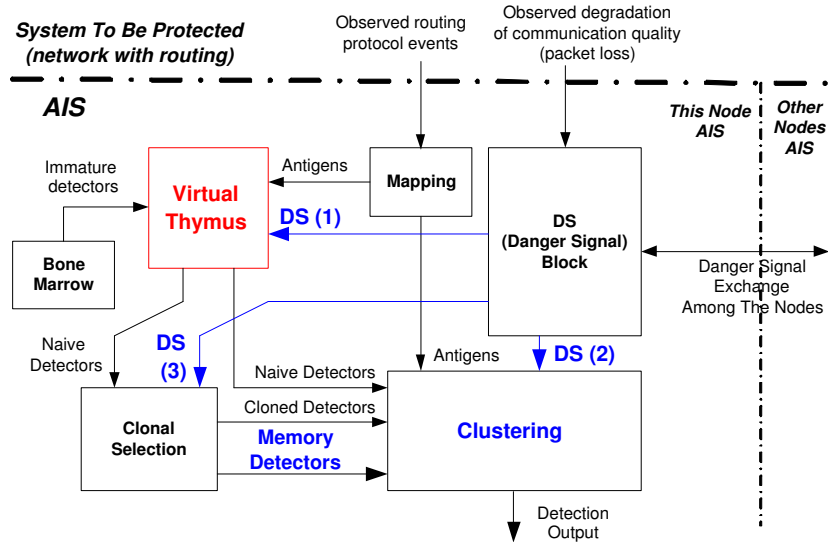 System To Be Protected
(network with routing)
Observed routing
protocol events
Observed degradation
of communication quality
(packet loss)
AIS
This Node
AIS
Other
Nodes
AIS
Immature
detectors
Virtual
Thymus
Antigens
Mapping
DS
(Danger Signal)
Block
DS (1)
Bone
Marrow
Danger Signal
Exchange
Among The Nodes
Naive
Detectors
DS
(3)
Antigens
DS (2)
Naive Detectors
Clonal
Selection
Cloned Detectors
Memory
Detectors
Clustering
Detection
Output